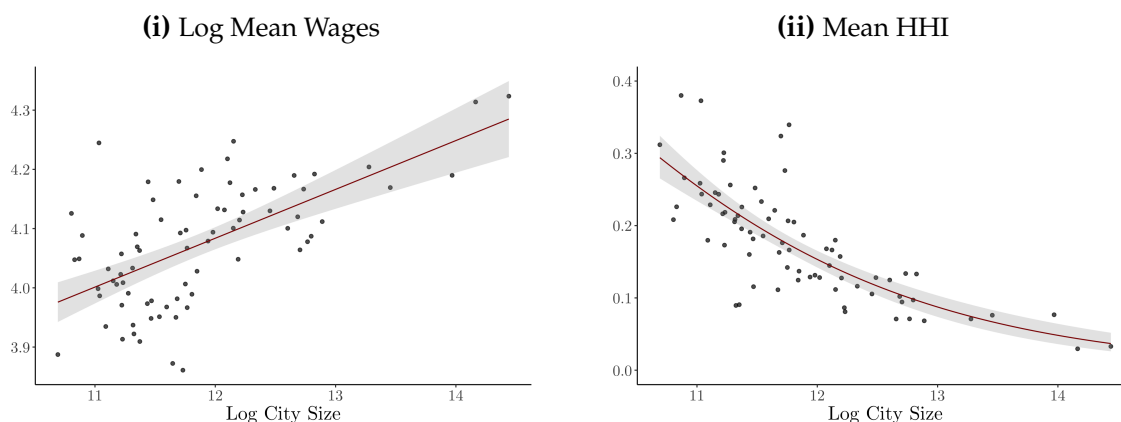 (i) Log Mean Wages
4.3
4.2
4.1
4.0
3.9
11 12 13 14
Log City Size
(ii) Mean HHI
0.4
0.3
0.2
0.1
0.0
11 12 13 14
Log City Size